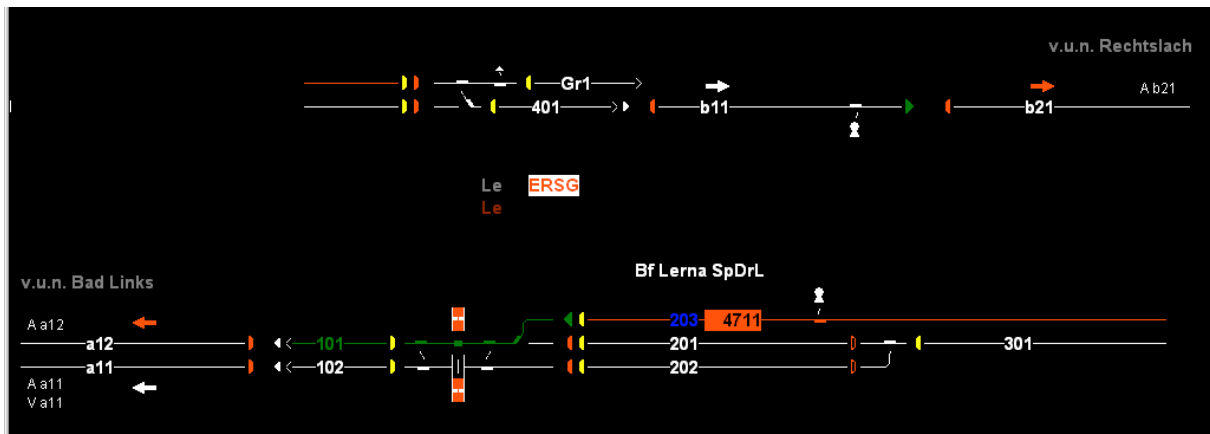 v.u.n. Rechtslach
Gr1
A b21
401
b11
b21
Le ERSG
Le
Bf Lerna SpDrL
v.u.n. Bad Links
203 4711
A a12
a12
101
201
301
a11
102
202
A a11
V a11